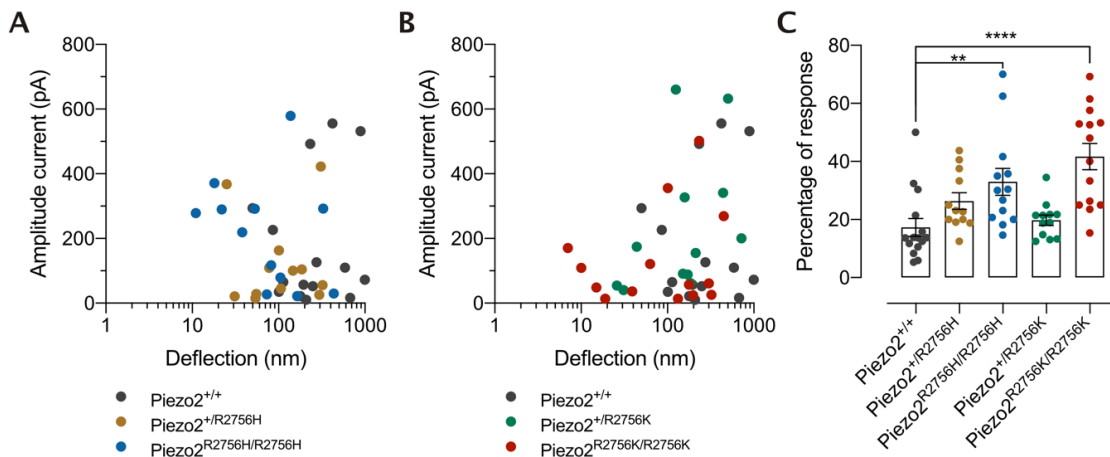 A
Amplitude current (pA)
800
600
400
200
0
1
10
100
1000
Deflection (nm)
Piezo2+/+
Piezo2+/R2756H
Piezo2R2756H/R2756H
B
Amplitude current (pA)
800
600
400
200
0
1
10
100
1000
Deflection (nm)
Piezo2+/+
Piezo2+/R2756K
Piezo2R2756K/R2756K
C
Percentage of response
80
60
40
20
0
****
**
Piezo2+/+
Piezo2+/R2756H
Piezo2R2756H/R2756H
Piezo2+/R2756K
Piezo2R2756K/R2756K